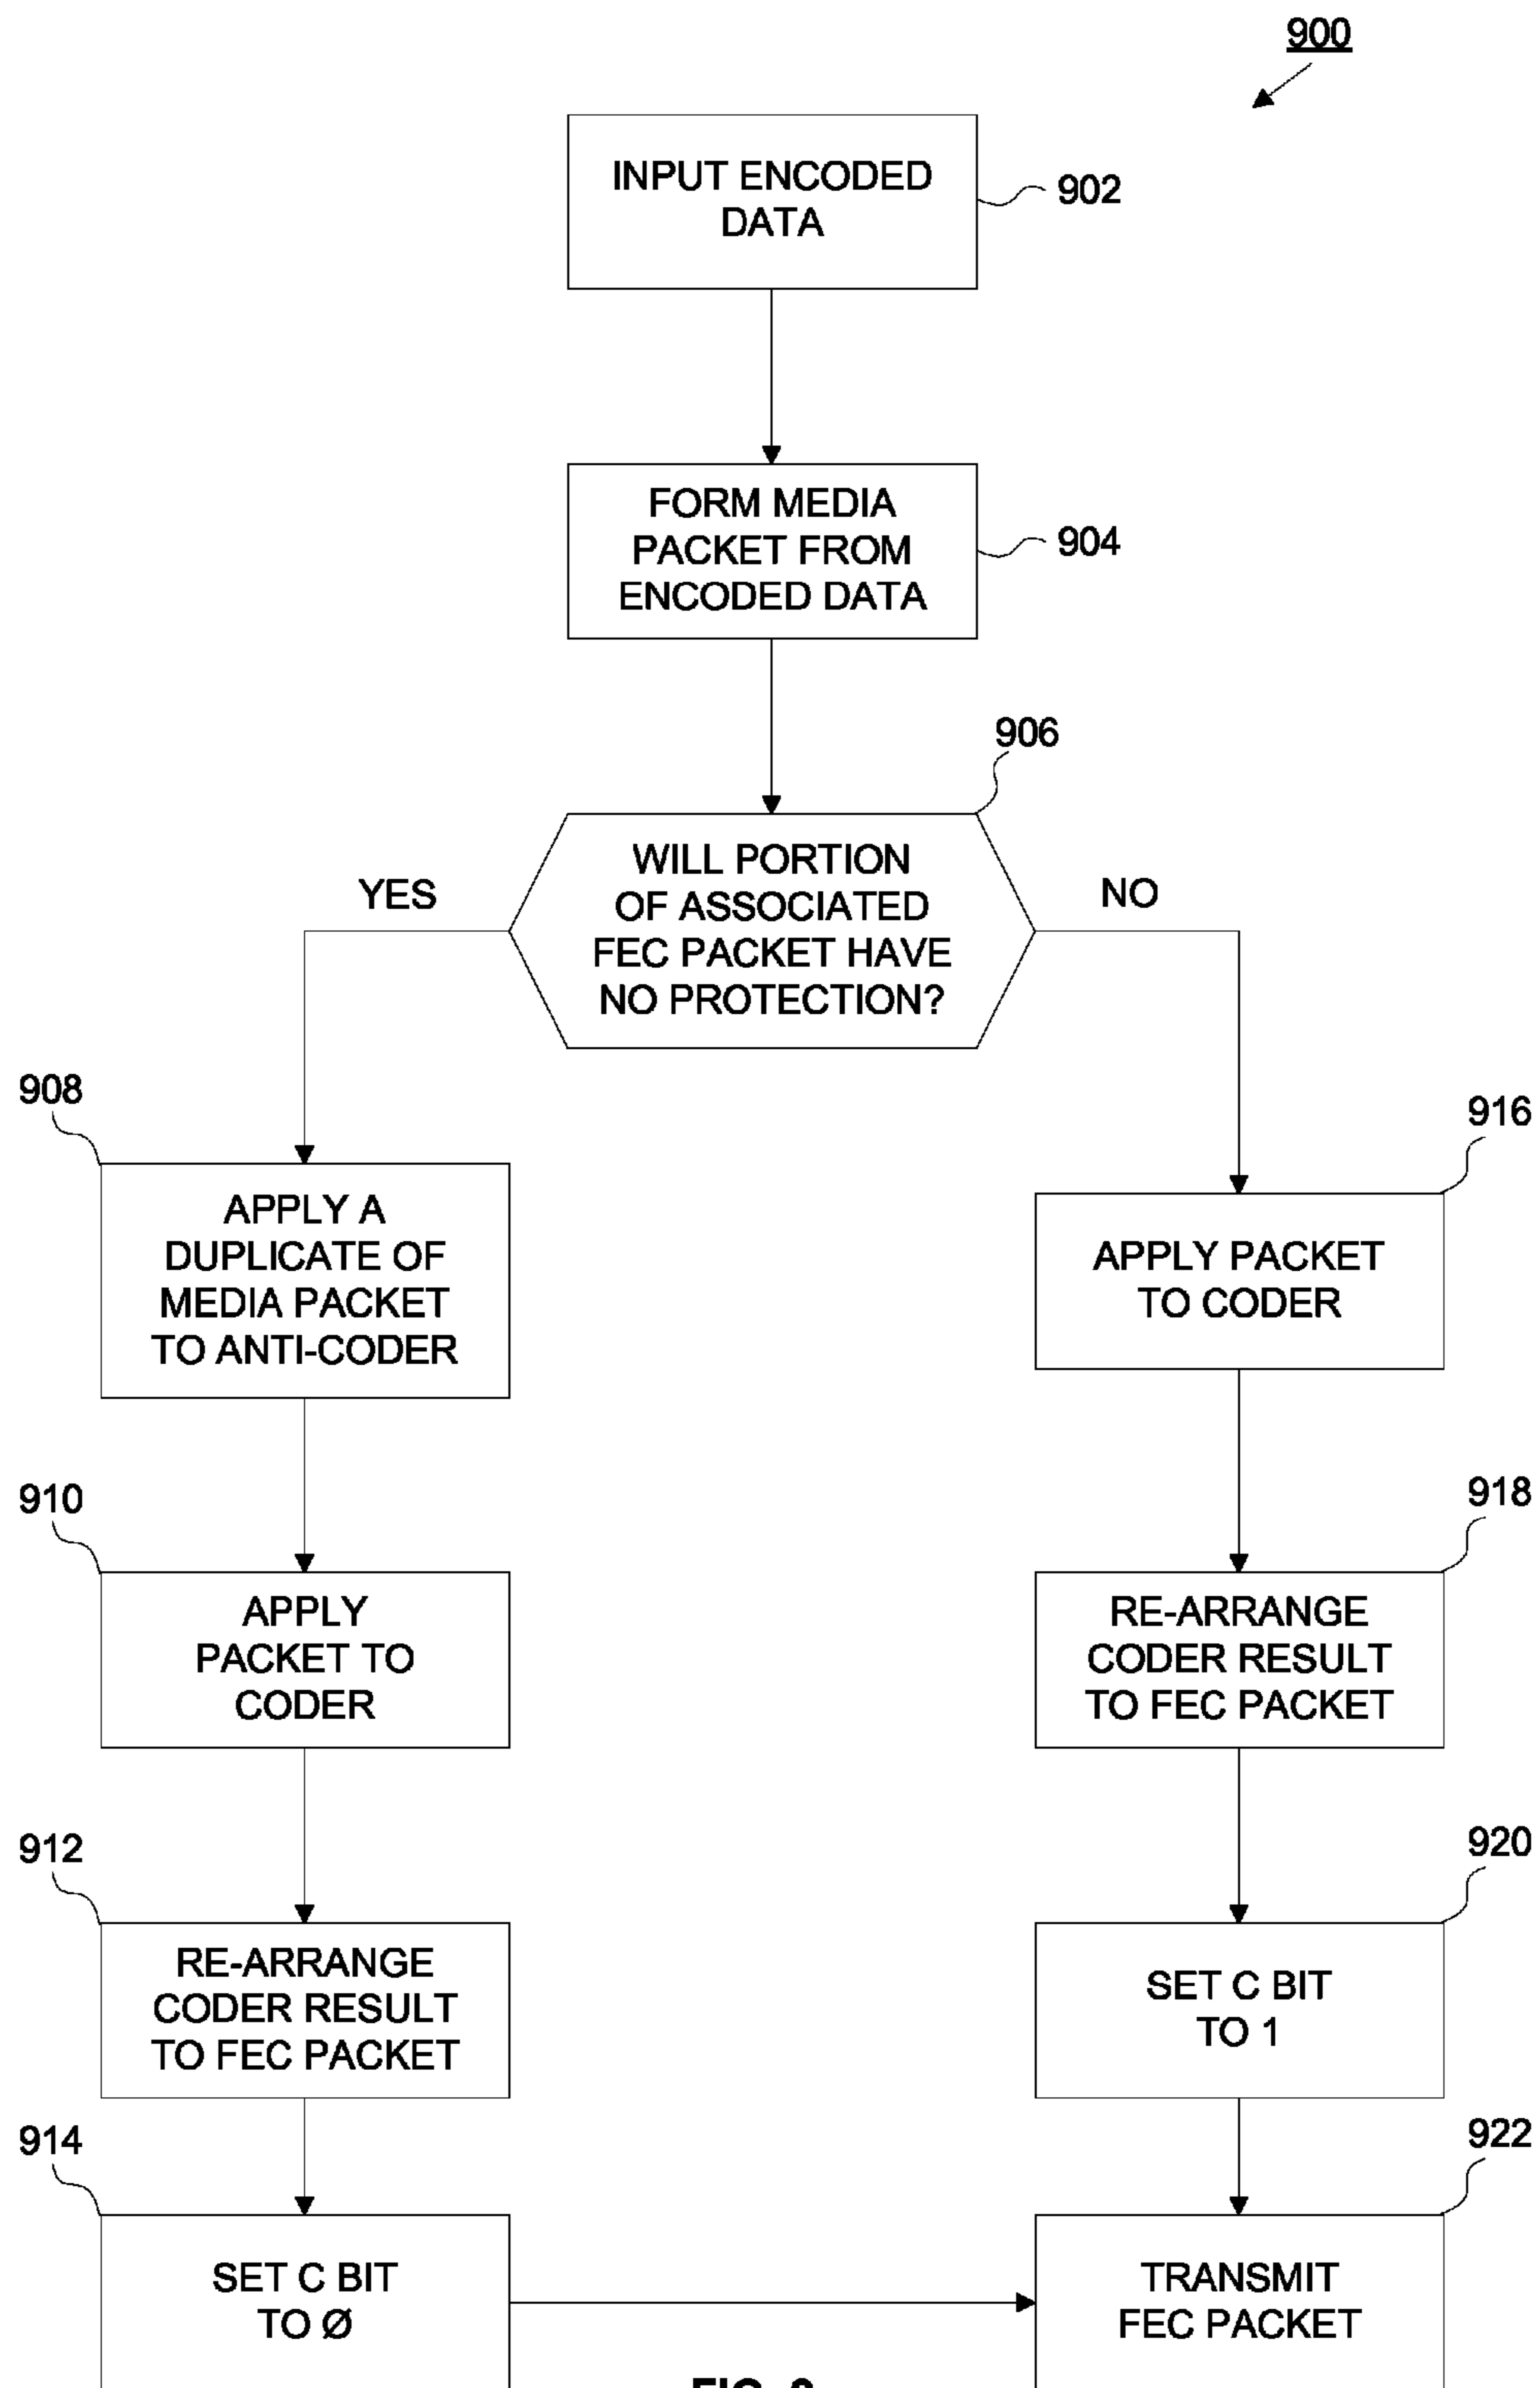 900
INPUT ENCODED
DATA
902
FORM MEDIA
PACKET FROM
ENCODED DATA
904
906
WILL PORTION
OF ASSOCIATED
FEC PACKET HAVE
NO PROTECTION?
YES
NO
908
APPLY A
DUPLICATE OF
MEDIA PACKET
TO ANTI-CODER
916
APPLY PACKET
TO CODER
910
APPLY
PACKET TO
CODER
918
RE-ARRANGE
CODER RESULT
TO FEC PACKET
912
RE-ARRANGE
CODER RESULT
TO FEC PACKET
920
SET C BIT
TO 1
914
SET C BIT
TO Ø
922
TRANSMIT
FEC PACKET
FIG.